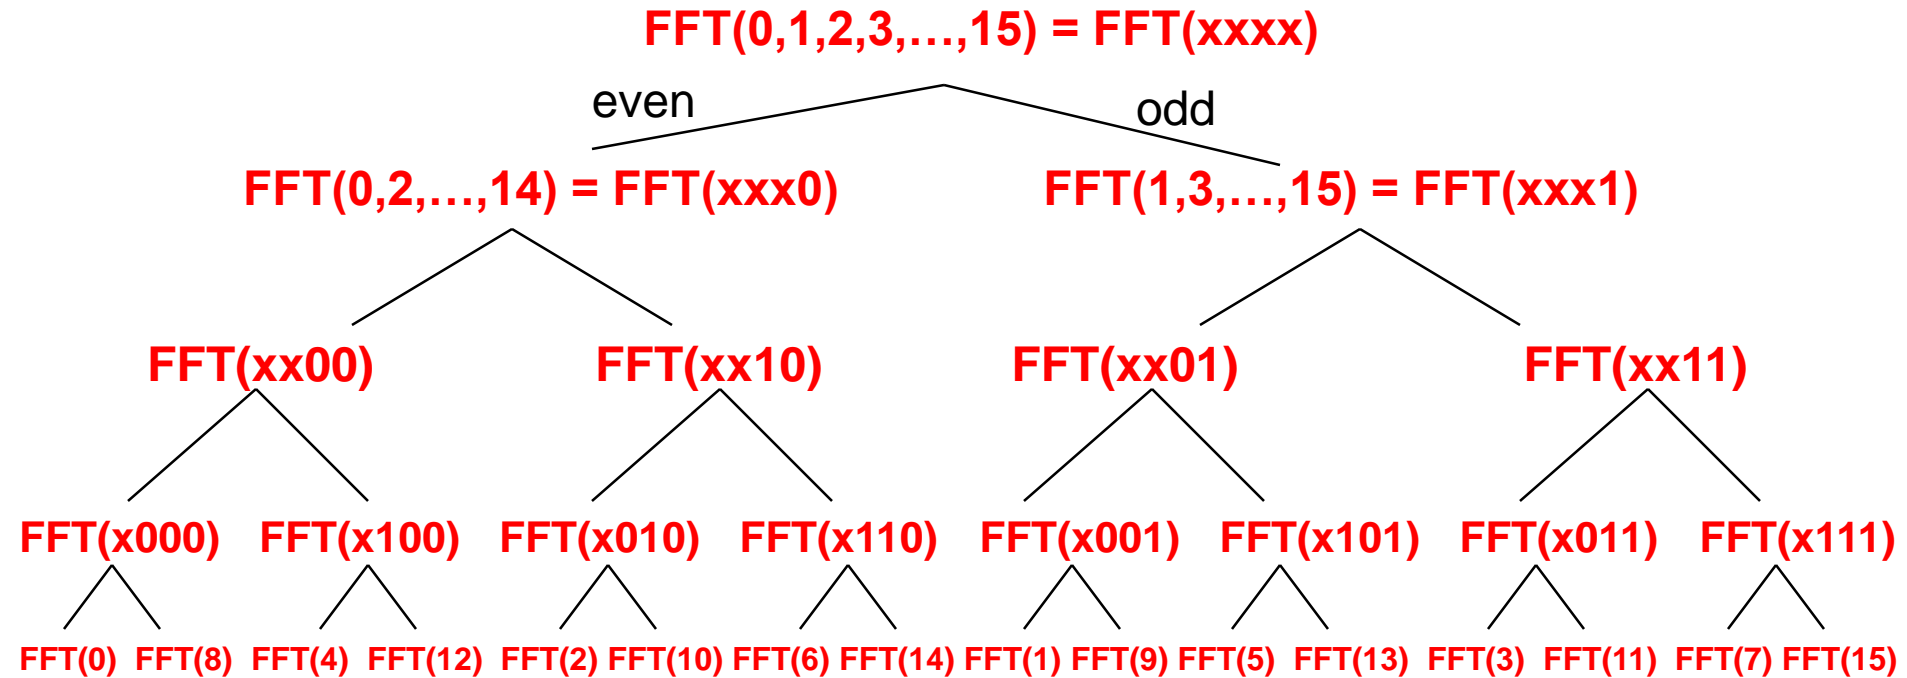 FFT(0,1,2,3,…,15) = FFT(xxxx)
even odd
FFT(0,2,…,14) = FFT(xxx0) FFT(1,3,…,15) = FFT(xxx1)
FFT(xx00) FFT(xx10) FFT(xx01) FFT(xx11)
FFT(x000) FFT(x100) FFT(x010) FFT(x110) FFT(x001) FFT(x101) FFT(x011) FFT(x111)
FFT(0) FFT(8) FFT(4) FFT(12) FFT(2) FFT(10) FFT(6) FFT(14) FFT(1) FFT(9) FFT(5) FFT(13) FFT(3) FFT(11) FFT(7) FFT(15)